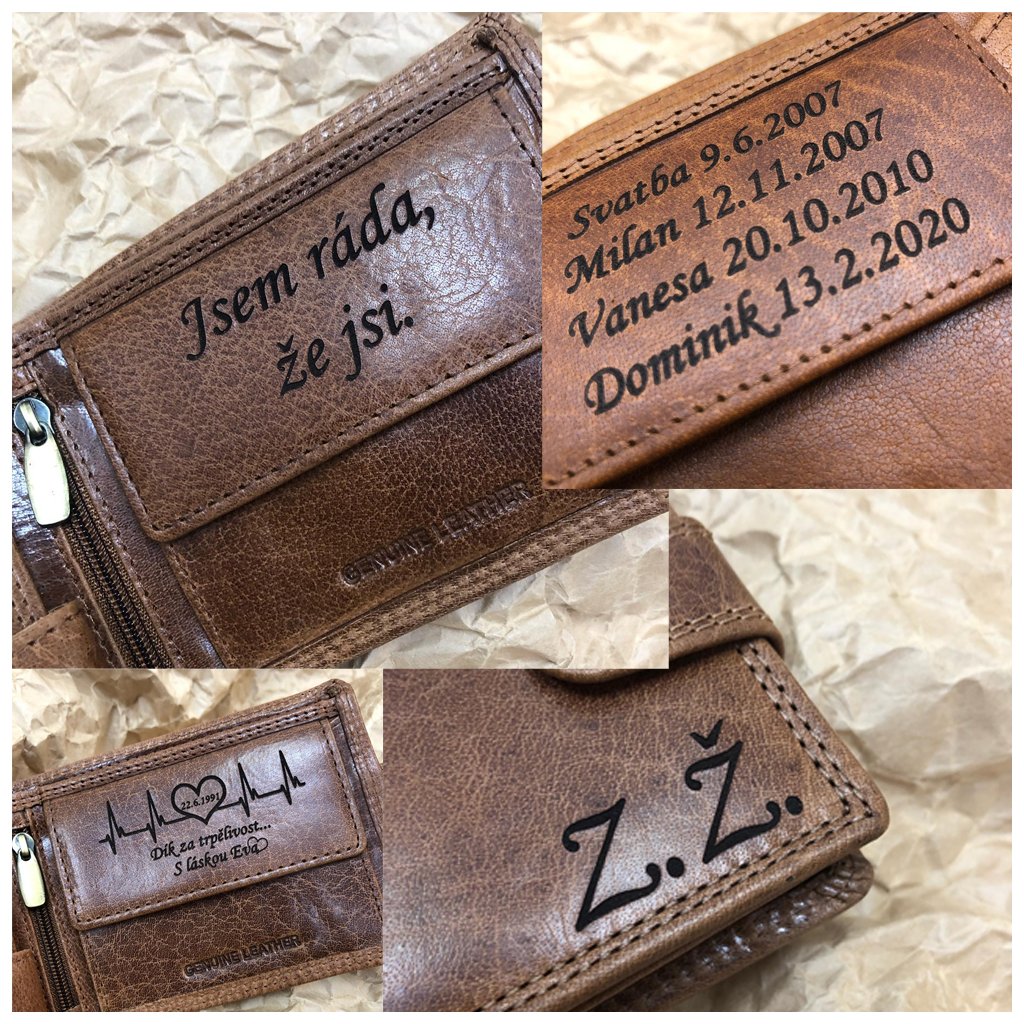 Jsem ráda,
že jsi.
GENUINE LEATHER
Svatba 9.6.2007
Milan 12.11.2007
Vanesa 20.10.2010
Dominik 13.2.2020
22.6.1991
Dík za trpělivost...
S láskou Eva
GENUINE LEATHER
Z.Ž.